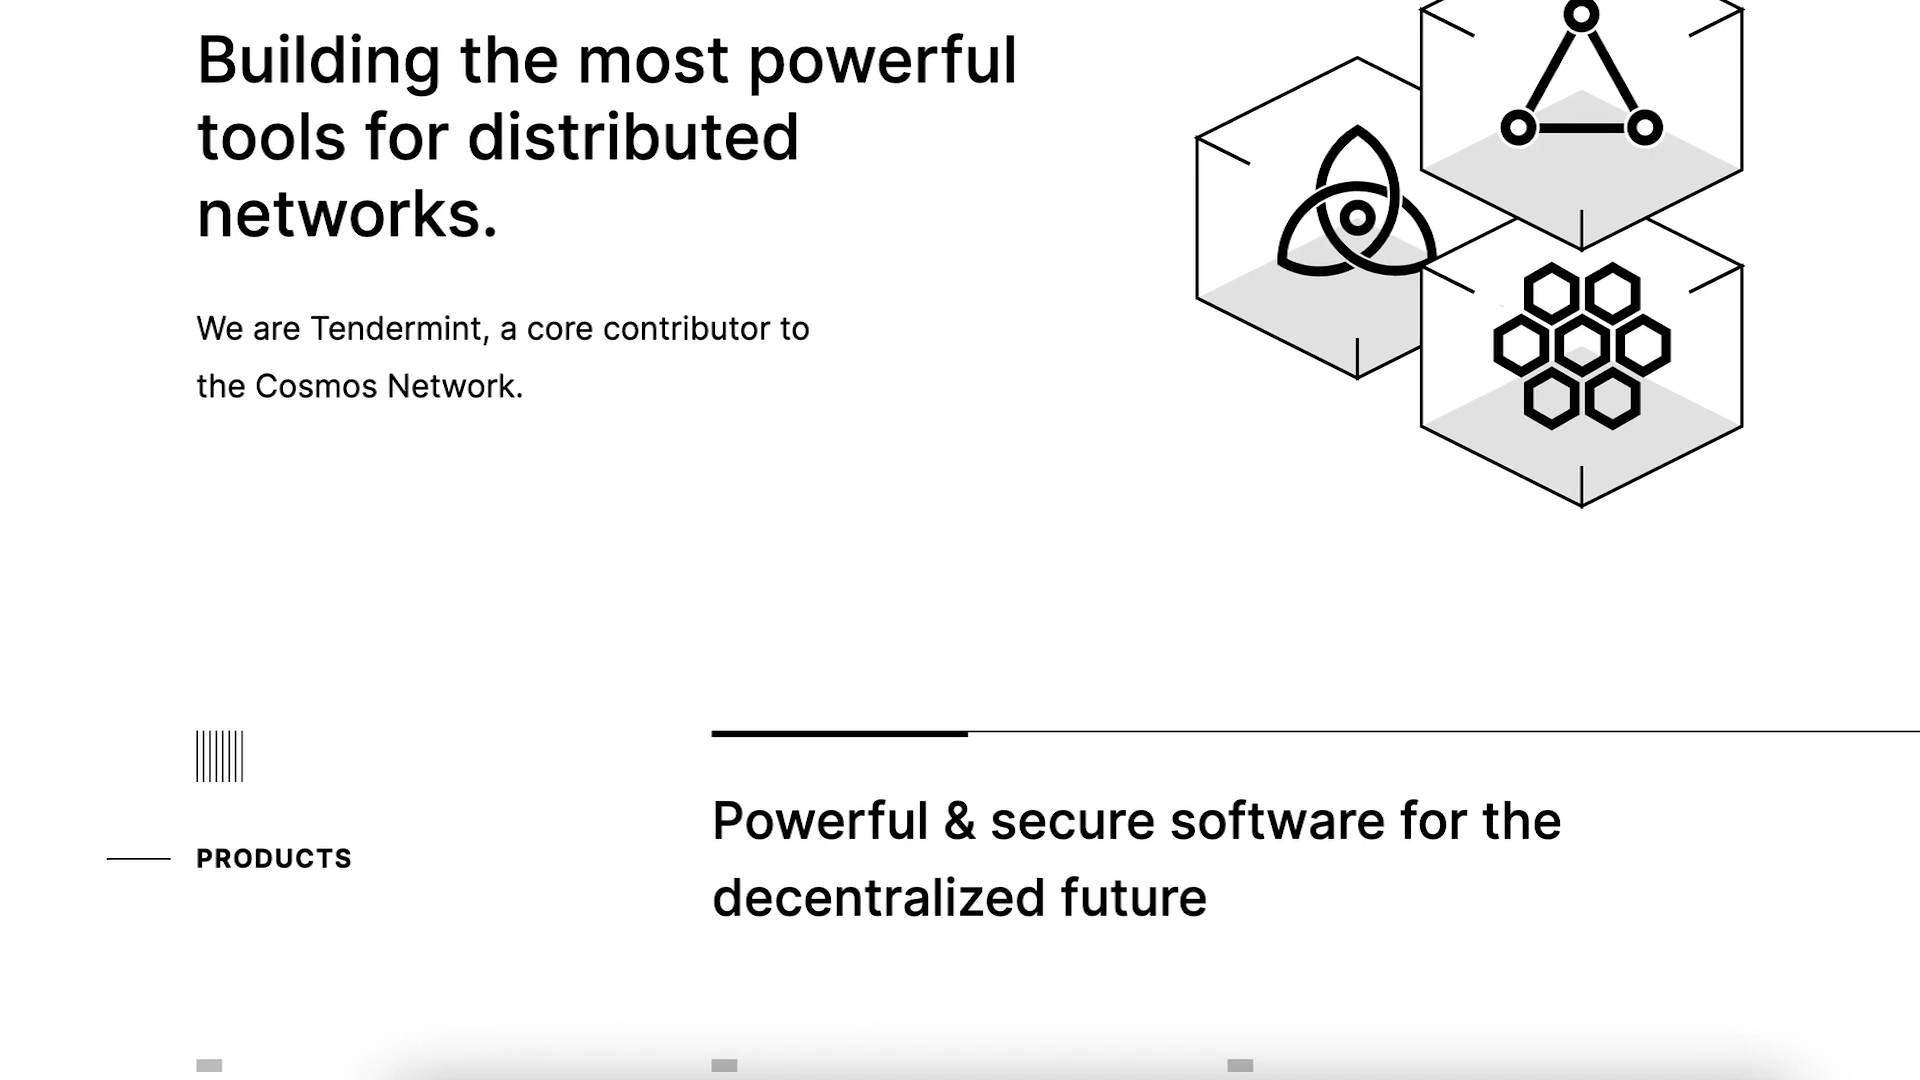 Building the most powerful
tools for distributed
networks.
We are Tendermint, a core contributor to
the Cosmos Network.
PRODUCTS
Powerful & secure software for the
decentralized future